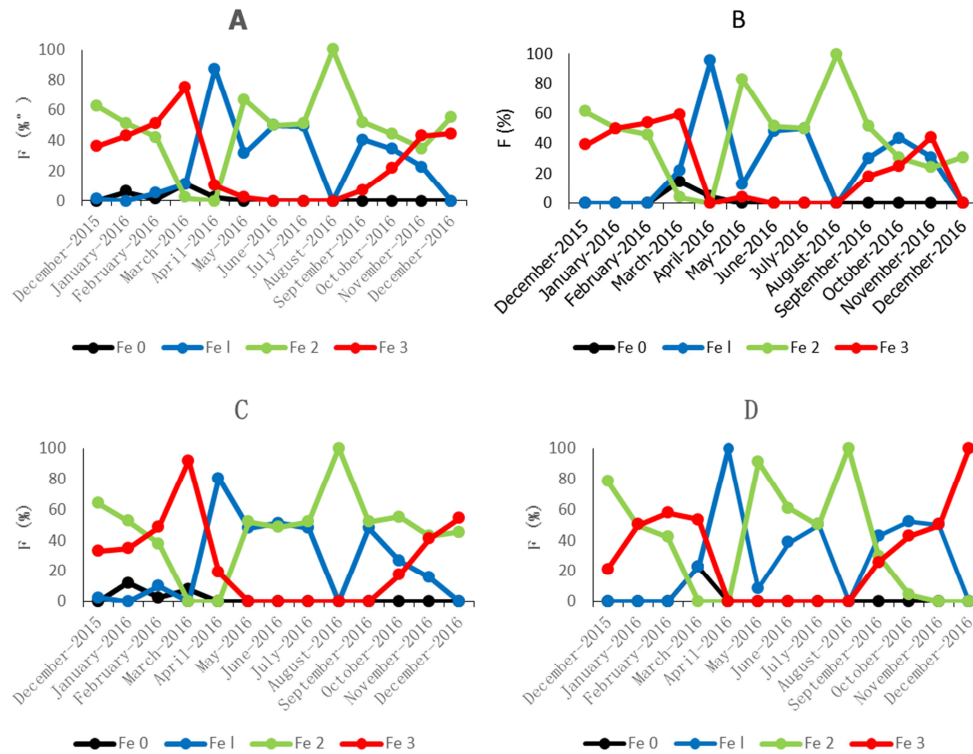 A
F (%")
100
80
60
40
20
0
December-2015
January-2016
February-2016
March-2016
April-2016
May-2016
June-2016
July-2016
August-2016
September-2016
October-2016
November-2016
December-2016
Fe 0 Fe l Fe 2 Fe 3
B
F (%)
100
80
60
40
20
0
December-2015
January-2016
February-2016
March-2016
April-2016
May-2016
June-2016
July-2016
August-2016
September-2016
October-2016
November-2016
December-2016
Fe 0 Fe l Fe 2 Fe 3
C
F (%)
100
80
60
40
20
0
December-2015
January-2016
February-2016
March-2016
April-2016
May-2016
June-2016
July-2016
August-2016
September-2016
October-2016
November-2016
December-2016
Fe 0 Fe l Fe 2 Fe 3
D
F (%)
100
80
60
40
20
0
December-2015
January-2016
February-2016
March-2016
April-2016
May-2016
June-2016
July-2016
August-2016
September-2016
October-2016
November-2016
December-2016
Fe 0 Fe l Fe 2 Fe 3